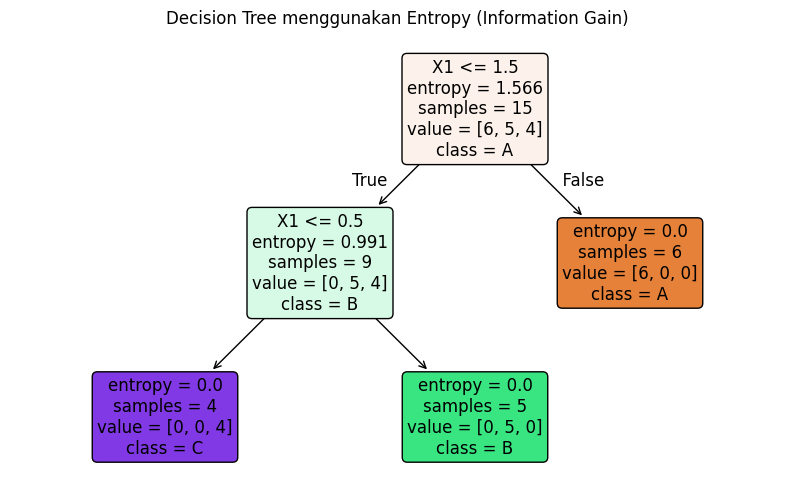 Decision Tree menggunakan Entropy (Information Gain)
X1 <= 1.5
entropy = 1.566
samples = 15
value = [6, 5, 4]
class = A
True
False
X1 <= 0.5
entropy = 0.991
samples = 9
value = [0, 5, 4]
class = B
entropy = 0.0
samples = 6
value = [6, 0, 0]
class = A
entropy = 0.0
samples = 4
value = [0, 0, 4]
class = C
entropy = 0.0
samples = 5
value = [0, 5, 0]
class = B